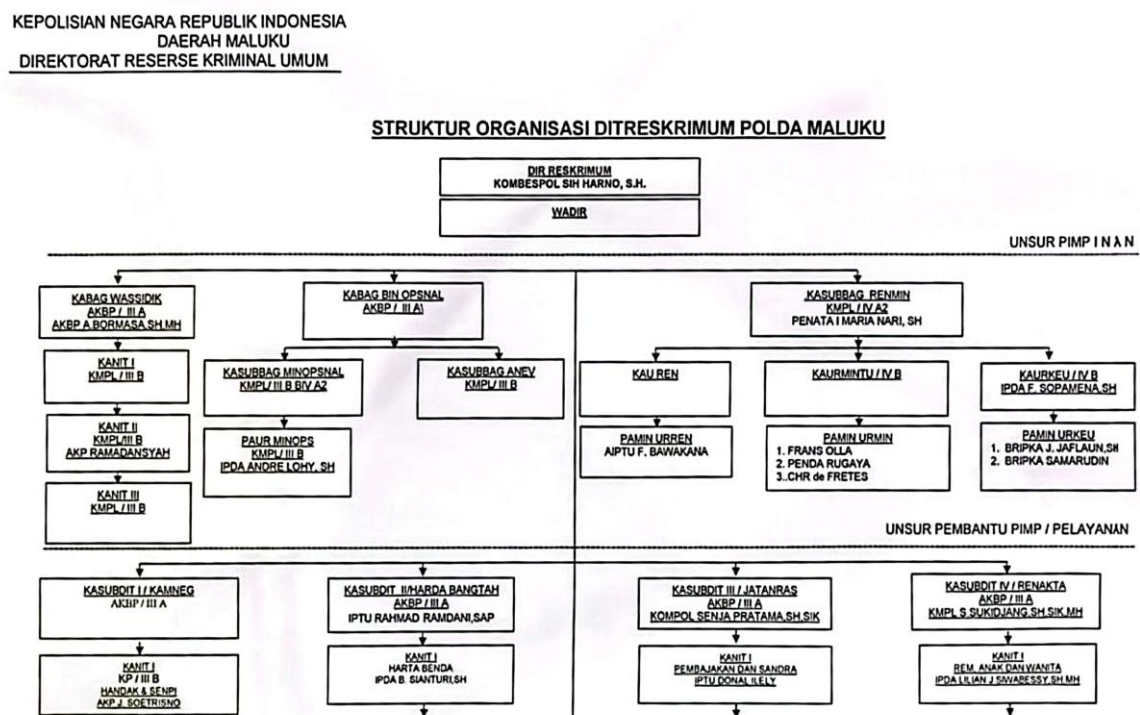 KEPOLISIAN NEGARA REPUBLIK INDONESIA
DAERAH MALUKU
DIREKTORAT RESERSE KRIMINAL UMUM
STRUKTUR ORGANISASI DITRESKRIMUM POLDA MALUKU
DIR RESKRIMUM
KOMBESPOL SIH HARNO, S.H.
WADIR
UNSUR PIMP I N A N
KABAG WASSIDIK
AKBP / III A
AKBP A.BORMASA.SH.MH
KABAG BIN OPSNAL
AKBP / III A\
KASUBBAG RENMIN
KMPL / IV A2
PENATA I MARIA NARI, SH
KANIT I
KMPL / III B
KASUBBAG MINOPSNAL
KMPL/ III B BIV A2
KASUBBAG ANEV
KMPL/ III B
KAU REN
KAURMINTU / IV B
KAURKEU / IV B
IPDA F. SOPAMENA,SH
KANIT II
KMPL/III B
AKP RAMADANSYAH
PAUR MINOPS
KMPL/ III B
IPDA ANDRE LOHY, SH
PAMIN URREN
AIPTU F. BAWAKANA
PAMIN URMIN
1. FRANS OLLA
2. PENDA RUGAYA
3..CHR de FRETES
PAMIN URKEU
1. BRIPKA J. JAFLAUN,SH
2. BRIPKA SAMARUDIN
KANIT III
KMPL / III B
UNSUR PEMBANTU PIMP / PELAYANAN
KASUBDIT I / KAMNEG
AKBP / III A
KASUBDIT II/HARDA BANGTAH
AKBP / III A
IPTU RAHMAD RAMDANI,SAP
KASUBDIT III / JATANRAS
AKBP / III A
KOMPOL SENJA PRATAMA,SH,SIK
KASUBDIT IV / RENAKTA
AKBP / III A
KMPL S.SUKIDJANG,SH,SIK,MH
KANIT I
KP / III B
HANDAK & SENPI
AKP J. SOETRISNO
KANIT I
HARTA BENDA
IPDA B. SIANTURI,SH
KANIT I
PEMBAJAKAN DAN SANDRA
IPTU DONAL ILELY
KANIT I
REM. ANAK DAN WANITA
IPDA LILIAN J SIWABESSY,SH,MH